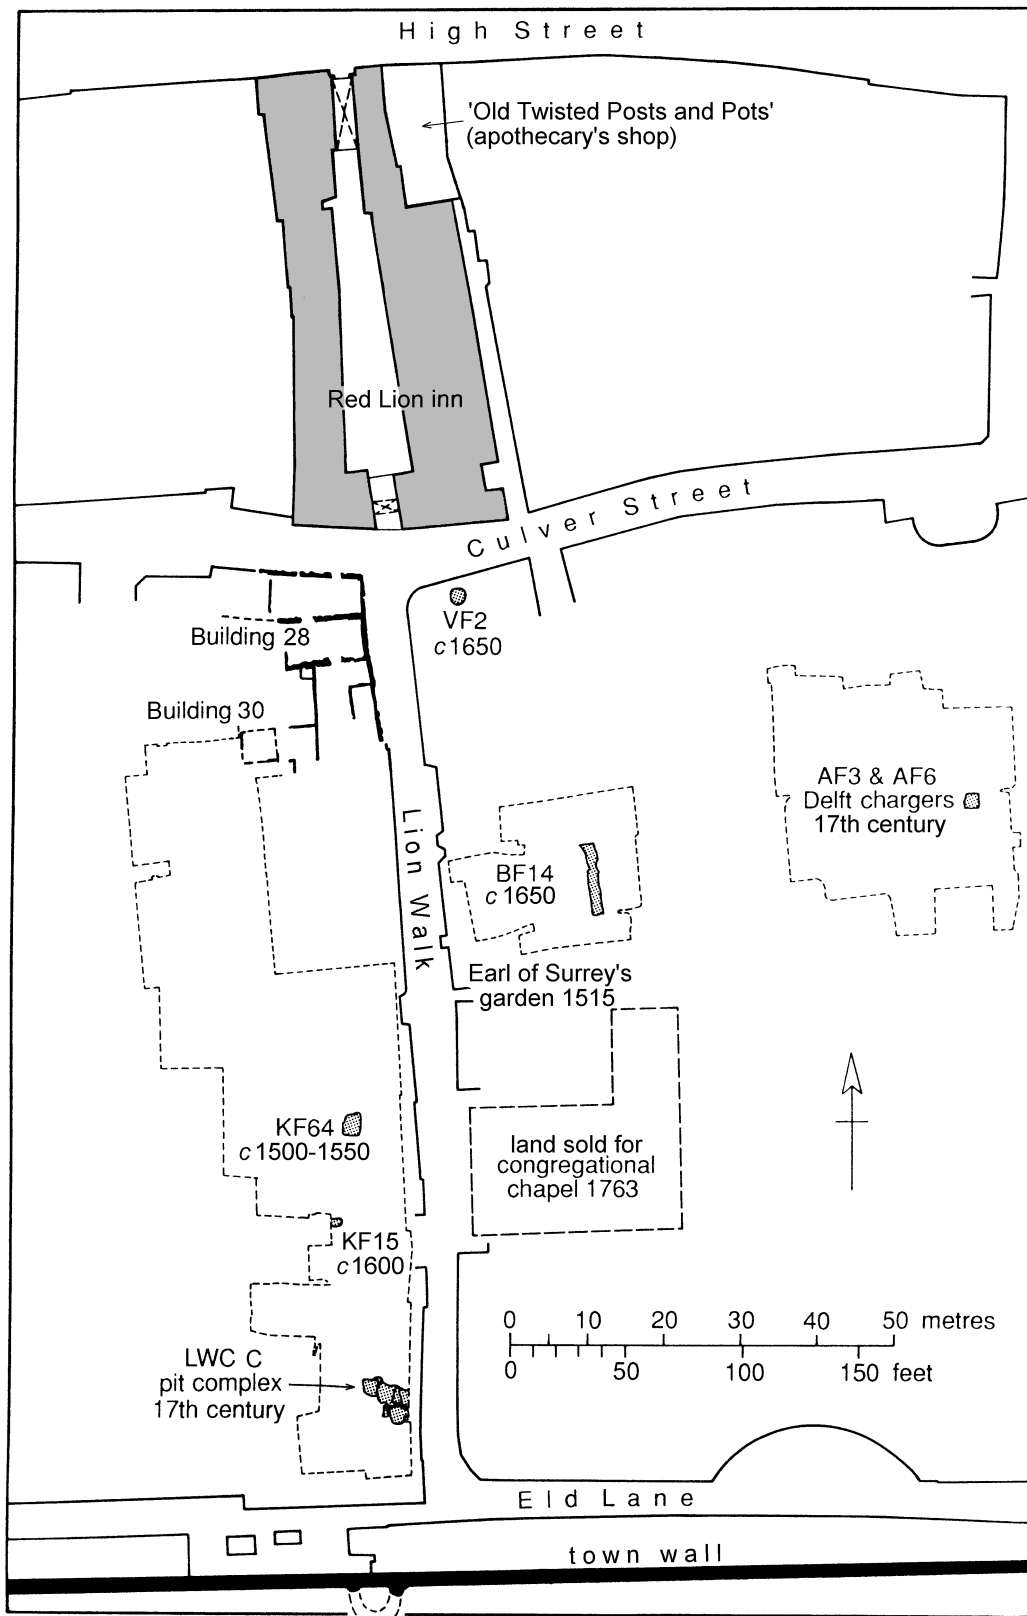 High Street
'Old Twisted Posts and Pots'
(apothecary's shop)
Red Lion inn
Culver Street
VF2
c1650
Building 28
Building 30
AF3 & AF6
Delft chargers
17th century
Lion Walk
BF14
c1650
Earl of Surrey's
garden 1515
KF64
c1500-1550
land sold for
congregational
chapel 1763
KF15
c1600
0 10 20 30 40 50 metres
0 50 100 150 feet
LWC C
pit complex
17th century
Eld Lane
town wall